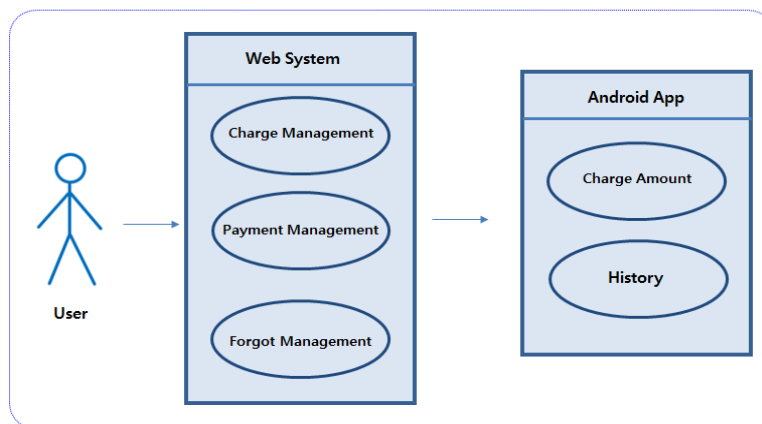 Web System
Charge Management
Payment Management
Forgot Management
User
Android App
Charge Amount
History